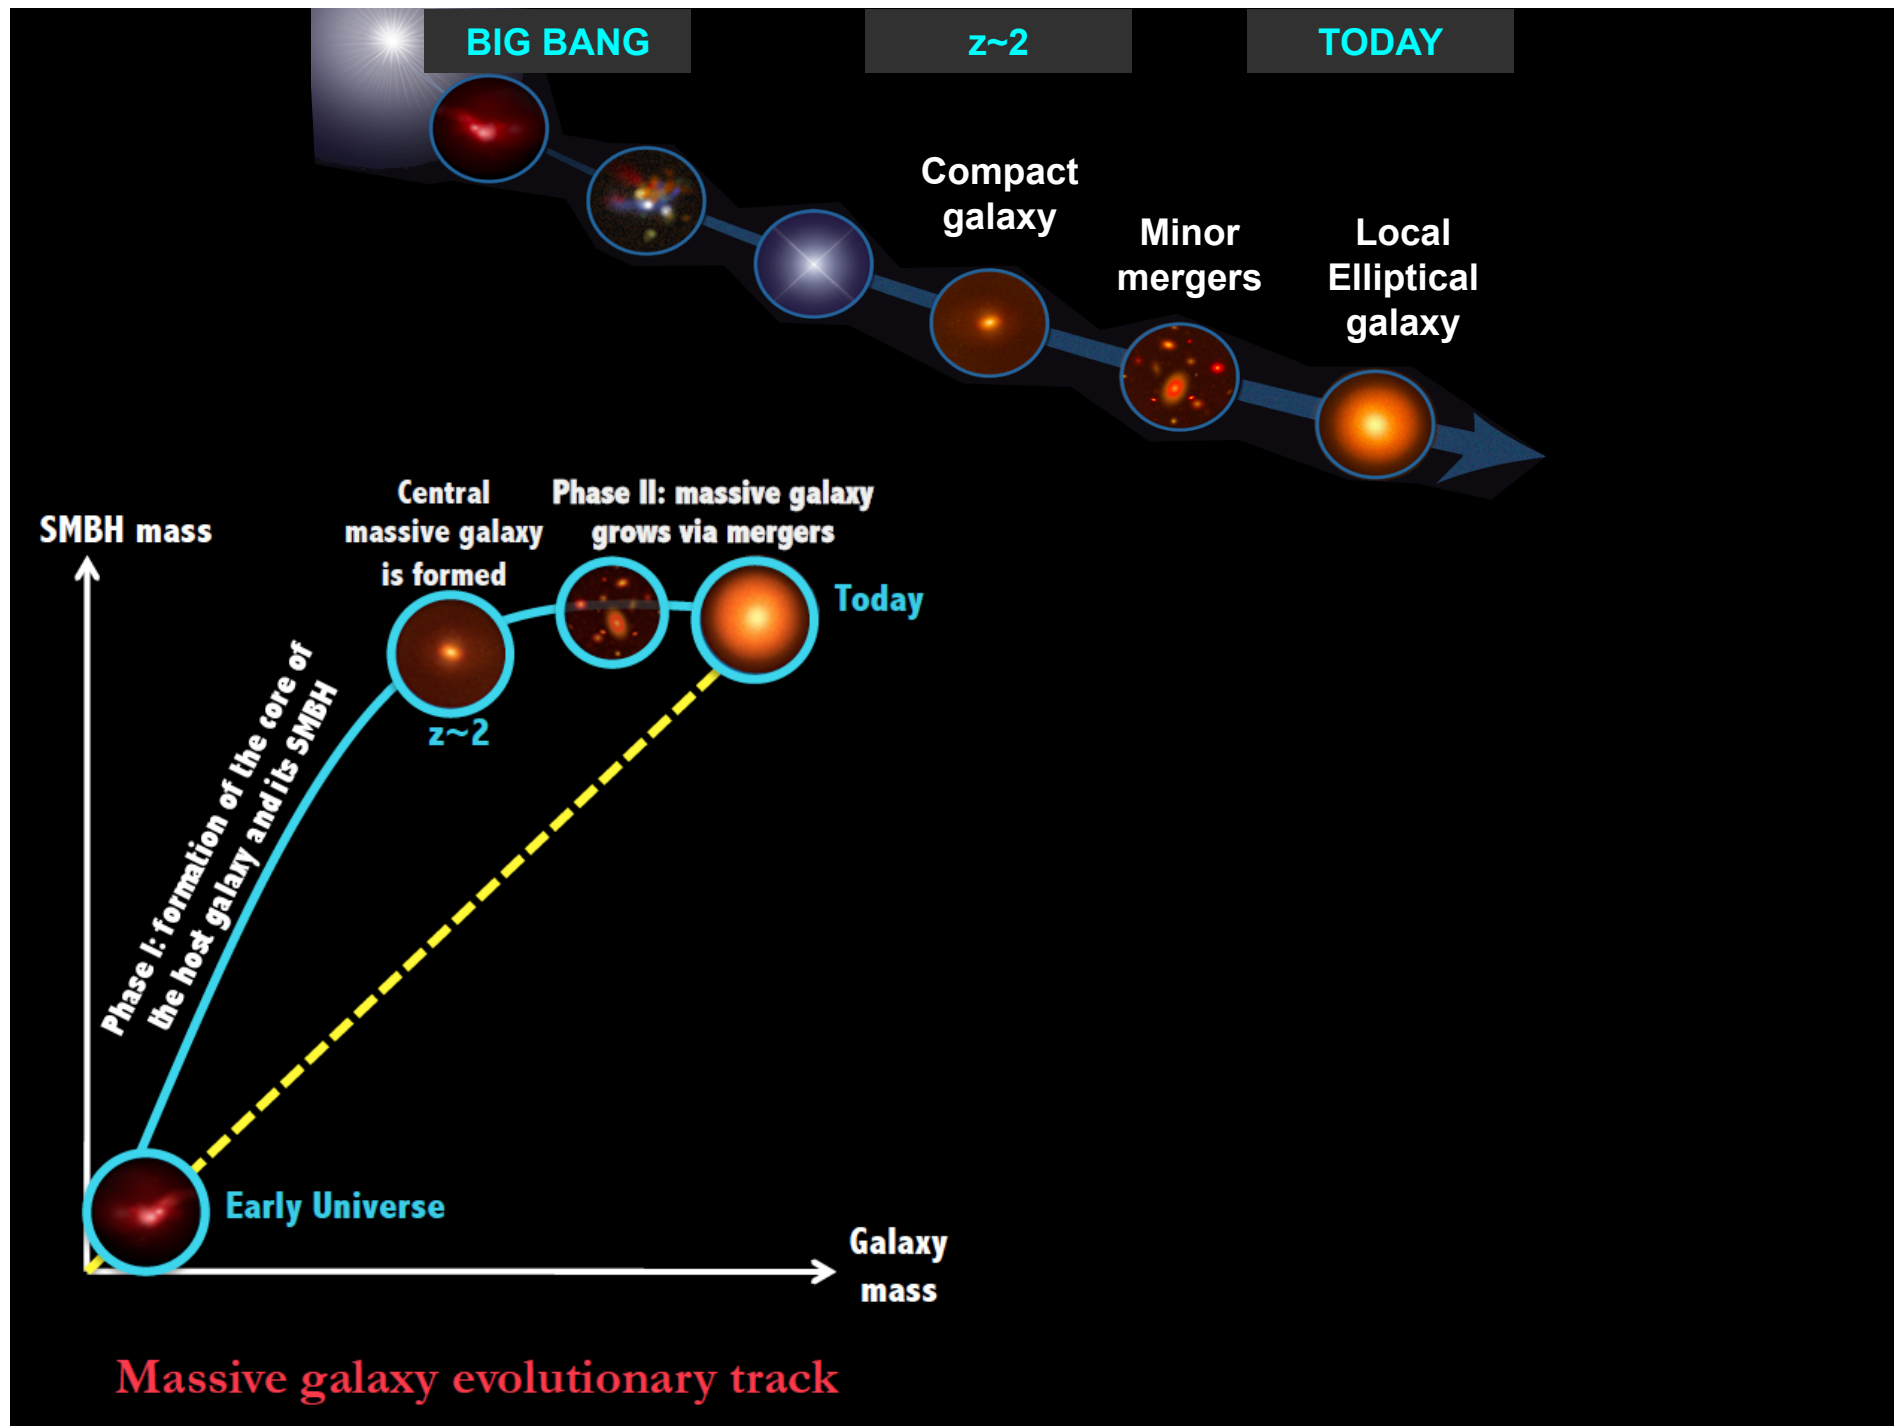 BIG BANG
z~2
TODAY
Compact
galaxy
Minor
mergers
Local
Elliptical
galaxy
SMBH mass
Central
massive galaxy
is formed
Phase II: massive galaxy
grows via mergers
Today
z~2
Phase I: formation of the core of
the host galaxy and its SMBH
Early Universe
Galaxy
mass
Massive galaxy evolutionary track